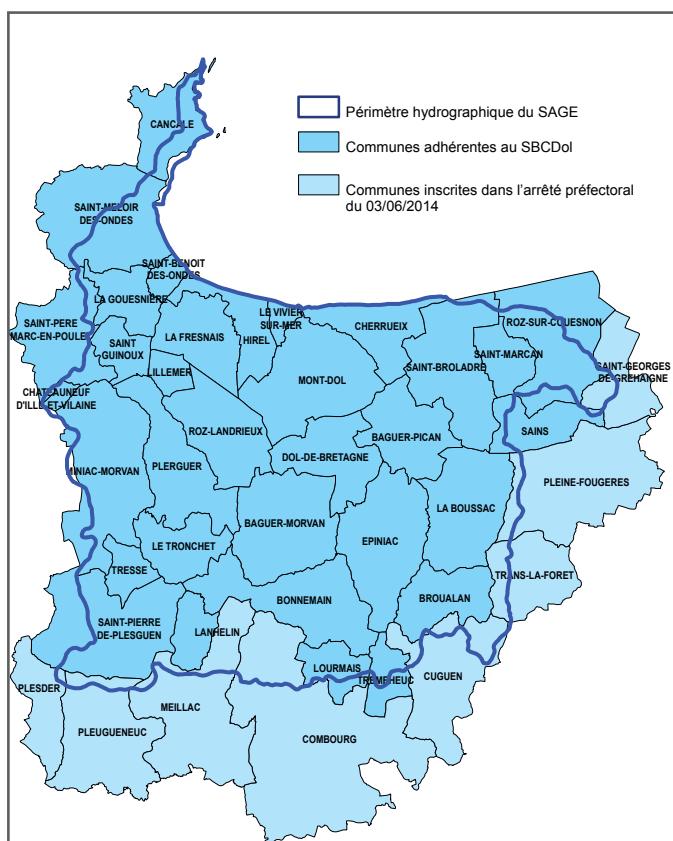 CANCALE
Périmètre hydrographique du SAGE
Communes adhérentes au SBCDol
Communes inscrites dans l'arrêté préfectoral
du 03/06/2014
SAINT-MELOIR
DES-ONDES
SAINT-BENOIT
DES-ONDES
LA GOUESNIERE
SAINT-PERE
MARC-EN-POULET
SAINT
GUINOUX
LA FRESNAIS
HIREL
LE VIVIER
SUR-MER
CHERRUEIX
ROZ-SUR-COUESNON
SAINT-MARCAN
SAINT-BROLADRE
SAINT-GEORGES
DE-GREHAIGNE
LILLEMER
MONT-DOL
CHATEAUNEUF
D'ILLE-ET-VILAINE
ROZ-LANDRIEUX
BAGUER-PICAN
SAINS
DOL-DE-BRETAGNE
MINIAC-MORVAN
PLERGUER
PLEINE-FOUGERES
LA BOUSSAC
BAGUER-MORVAN
EPINIAC
LE TRONCHET
TRESSE
TRANS-LA-FORET
BONNEMAIN
BROUALAN
SAINT-PIERRE
DE-PLESGUEN
LANHELIN
LOURMAIS
TREMEHEUC
CUGUEN
PLESDER
MEILLAC
PLEUGUENEUC
COMBOURG